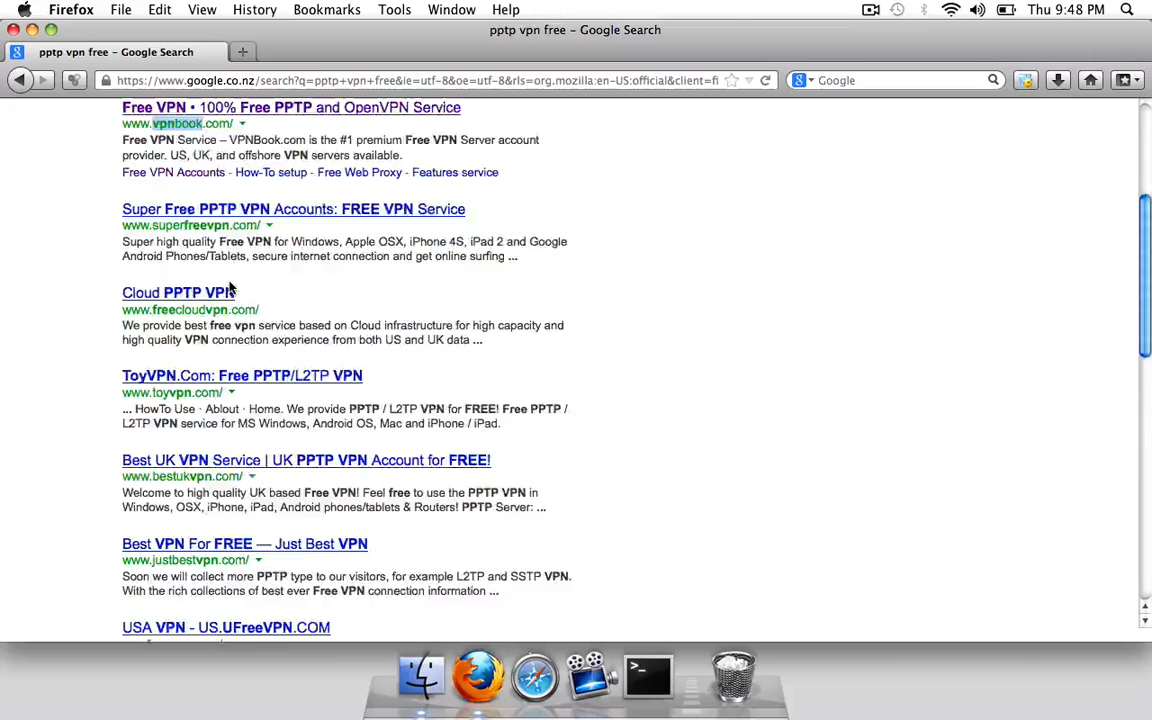 Firefox File Edit View History Bookmarks Tools Window Help Thu 9:48 PM
pptp vpn free – Google Search
pptp vpn free – Google Search
https://www.google.co.nz/search?q=pptp+vpn+free&ie=utf-8&oe=utf-8&rls=org.mozilla:en-US:official&client=fi
Google
Free VPN • 100% Free PPTP and OpenVPN Service
www.vpnbook.com/
Free VPN Service – VPNBook.com is the #1 premium Free VPN Server account
provider. US, UK, and offshore VPN servers available.
Free VPN Accounts - How-To setup - Free Web Proxy - Features service
Super Free PPTP VPN Accounts: FREE VPN Service
www.superfreevpn.com/
Super high quality Free VPN for Windows, Apple OSX, iPhone 4S, iPad 2 and Google
Android Phones/Tablets, secure internet connection and get online surfing ...
Cloud PPTP VPN
www.freecloudvpn.com/
We provide best free vpn service based on Cloud infrastructure for high capacity and
high quality VPN connection experience from both US and UK data ...
ToyVPN.Com: Free PPTP/L2TP VPN
www.toyvpn.com/
... HowTo Use · Ablout · Home. We provide PPTP / L2TP VPN for FREE! Free PPTP /
L2TP VPN service for MS Windows, Android OS, Mac and iPhone / iPad.
Best UK VPN Service | UK PPTP VPN Account for FREE!
www.bestukvpn.com/
Welcome to high quality UK based Free VPN! Feel free to use the PPTP VPN in
Windows, OSX, iPhone, iPad, Android phones/tablets & Routers! PPTP Server: ...
Best VPN For FREE — Just Best VPN
www.justbestvpn.com/
Soon we will collect more PPTP type to our visitors, for example L2TP and SSTP VPN.
With the rich collections of best ever Free VPN connection information ...
USA VPN - US.UFreeVPN.COM